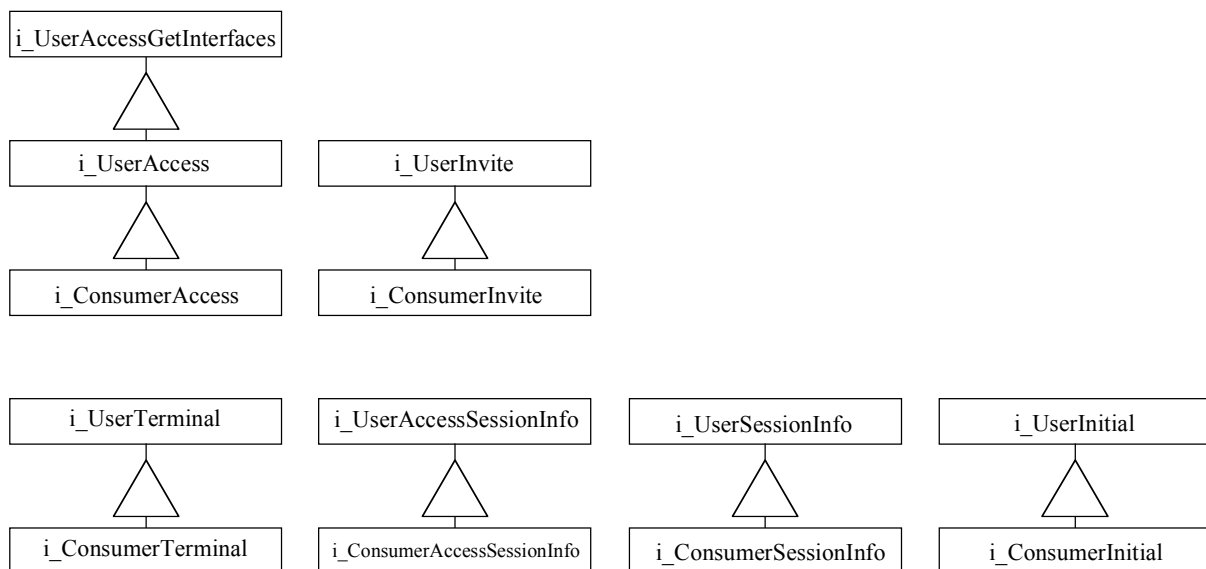 i_UserAccessGetInterfaces
i_UserAccess
i_UserInvite
i_ConsumerAccess
i_ConsumerInvite
i_UserTerminal
i_UserAccessSessionInfo
i_UserSessionInfo
i_UserInitial
i_ConsumerTerminal
i_ConsumerAccessSessionInfo
i_ConsumerSessionInfo
i_ConsumerInitial